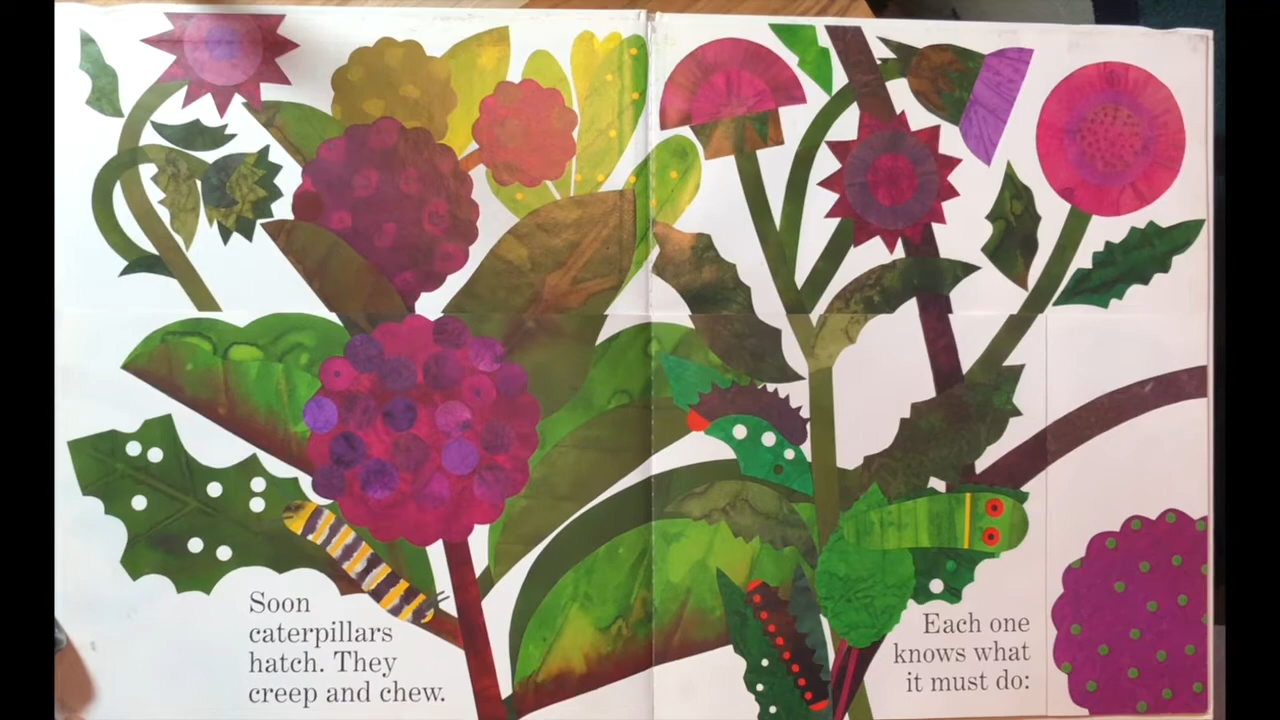 Soon
caterpillars
hatch. They
creep and chew.
Each one
knows what
it must do: